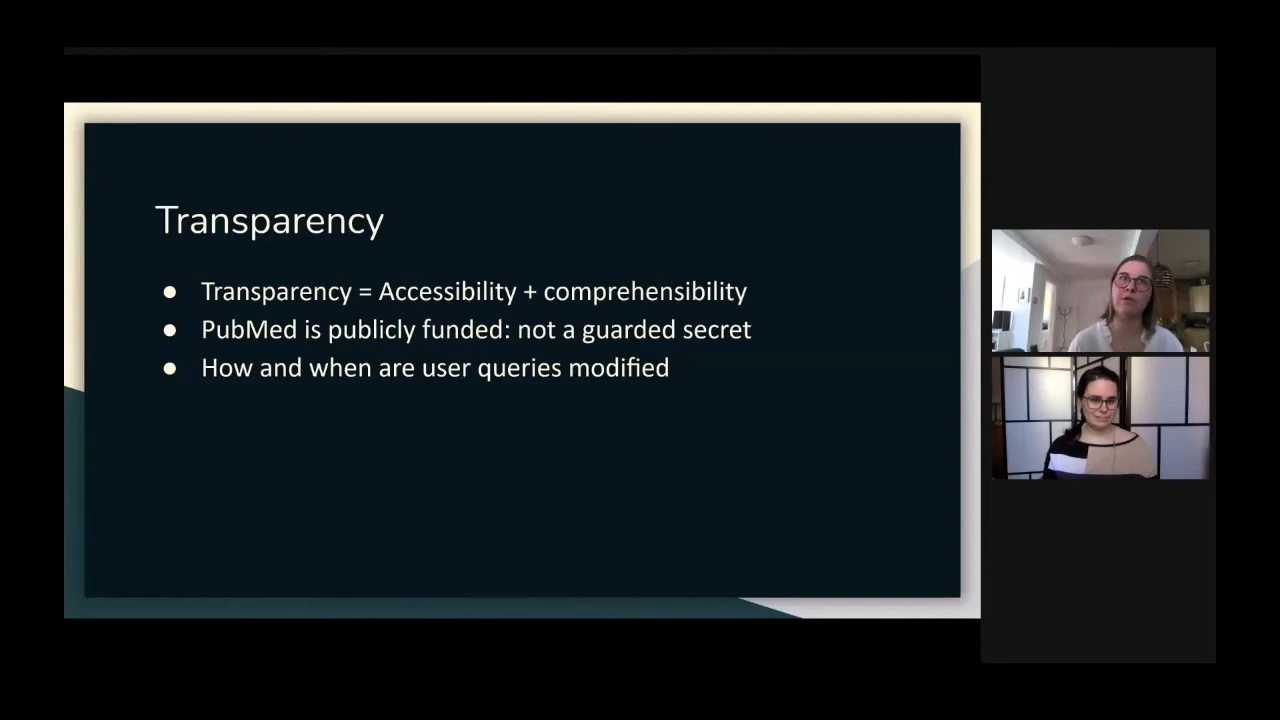 Transparency
● Transparency = Accessibility + comprehensibility
● PubMed is publicly funded: not a guarded secret
● How and when are user queries modified